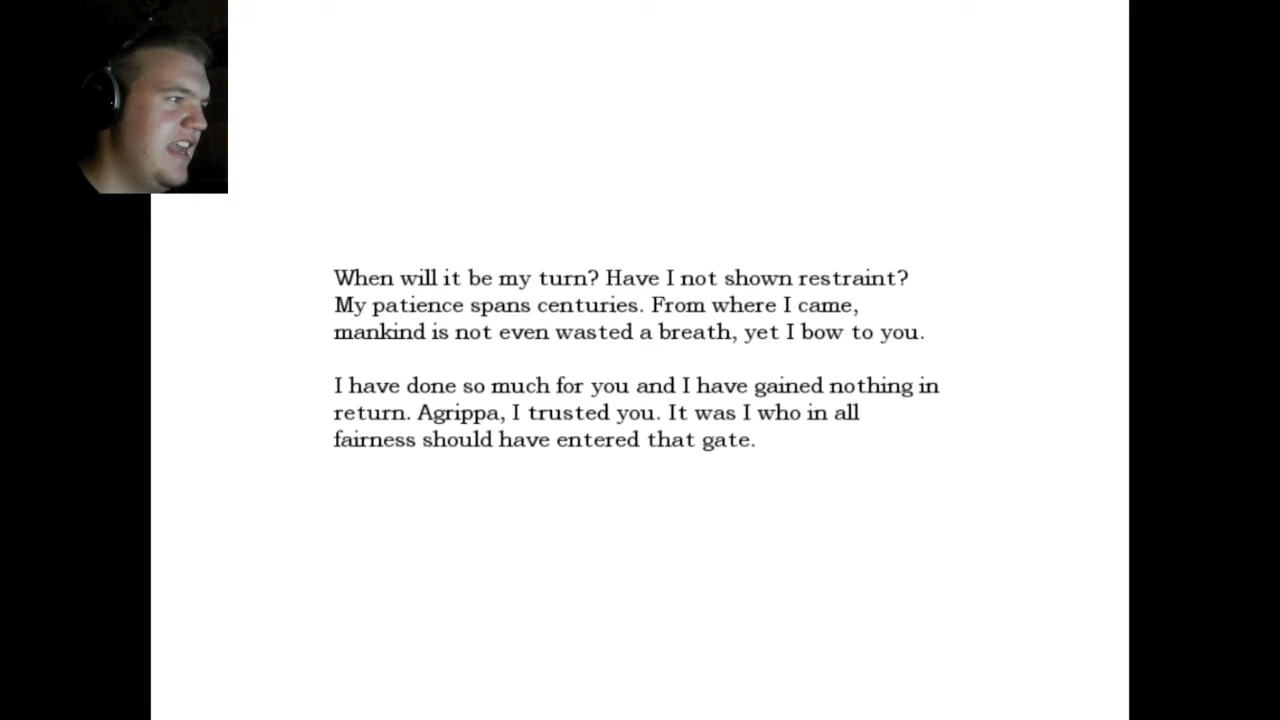 When will it be my turn? Have I not shown restraint?
My patience spans centuries. From where I came,
mankind is not even wasted a breath, yet I bow to you.
I have done so much for you and I have gained nothing in
return. Agrippa, I trusted you. It was I who in all
fairness should have entered that gate.